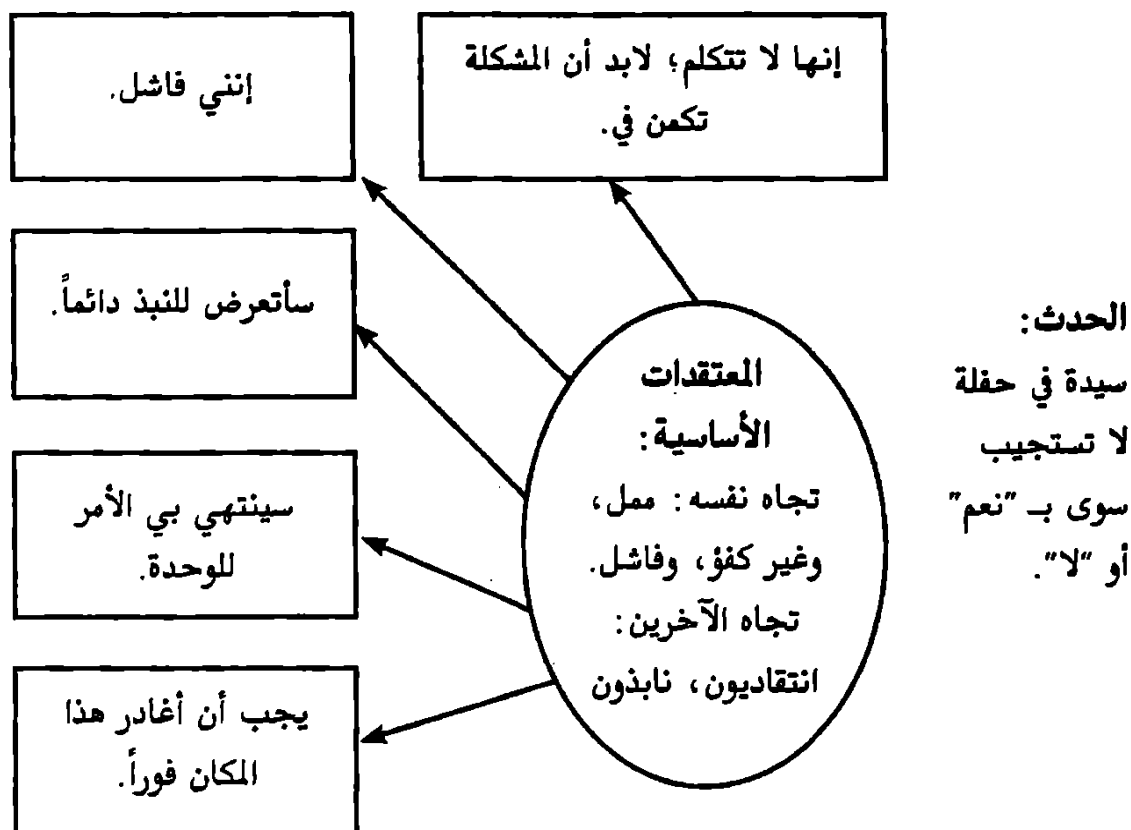 إنها لا تتكلم؛ لابد أن المشكلة
تكمن في.
إنني فاشل.
سأتعرض للنبذ دائماً.
سينتهي بي الأمر
للوحدة.
يجب أن أغادر هذا
المكان فوراً.
المعتقدات
الأساسية:
تجاه نفسه: ممل،
وغير كفؤ، وفاشل.
تجاه الآخرين:
انتقاديون، نابذون
الحدث:
سيدة في حفلة
لا تستجيب
سوى بـ "نعم"
أو "لا".